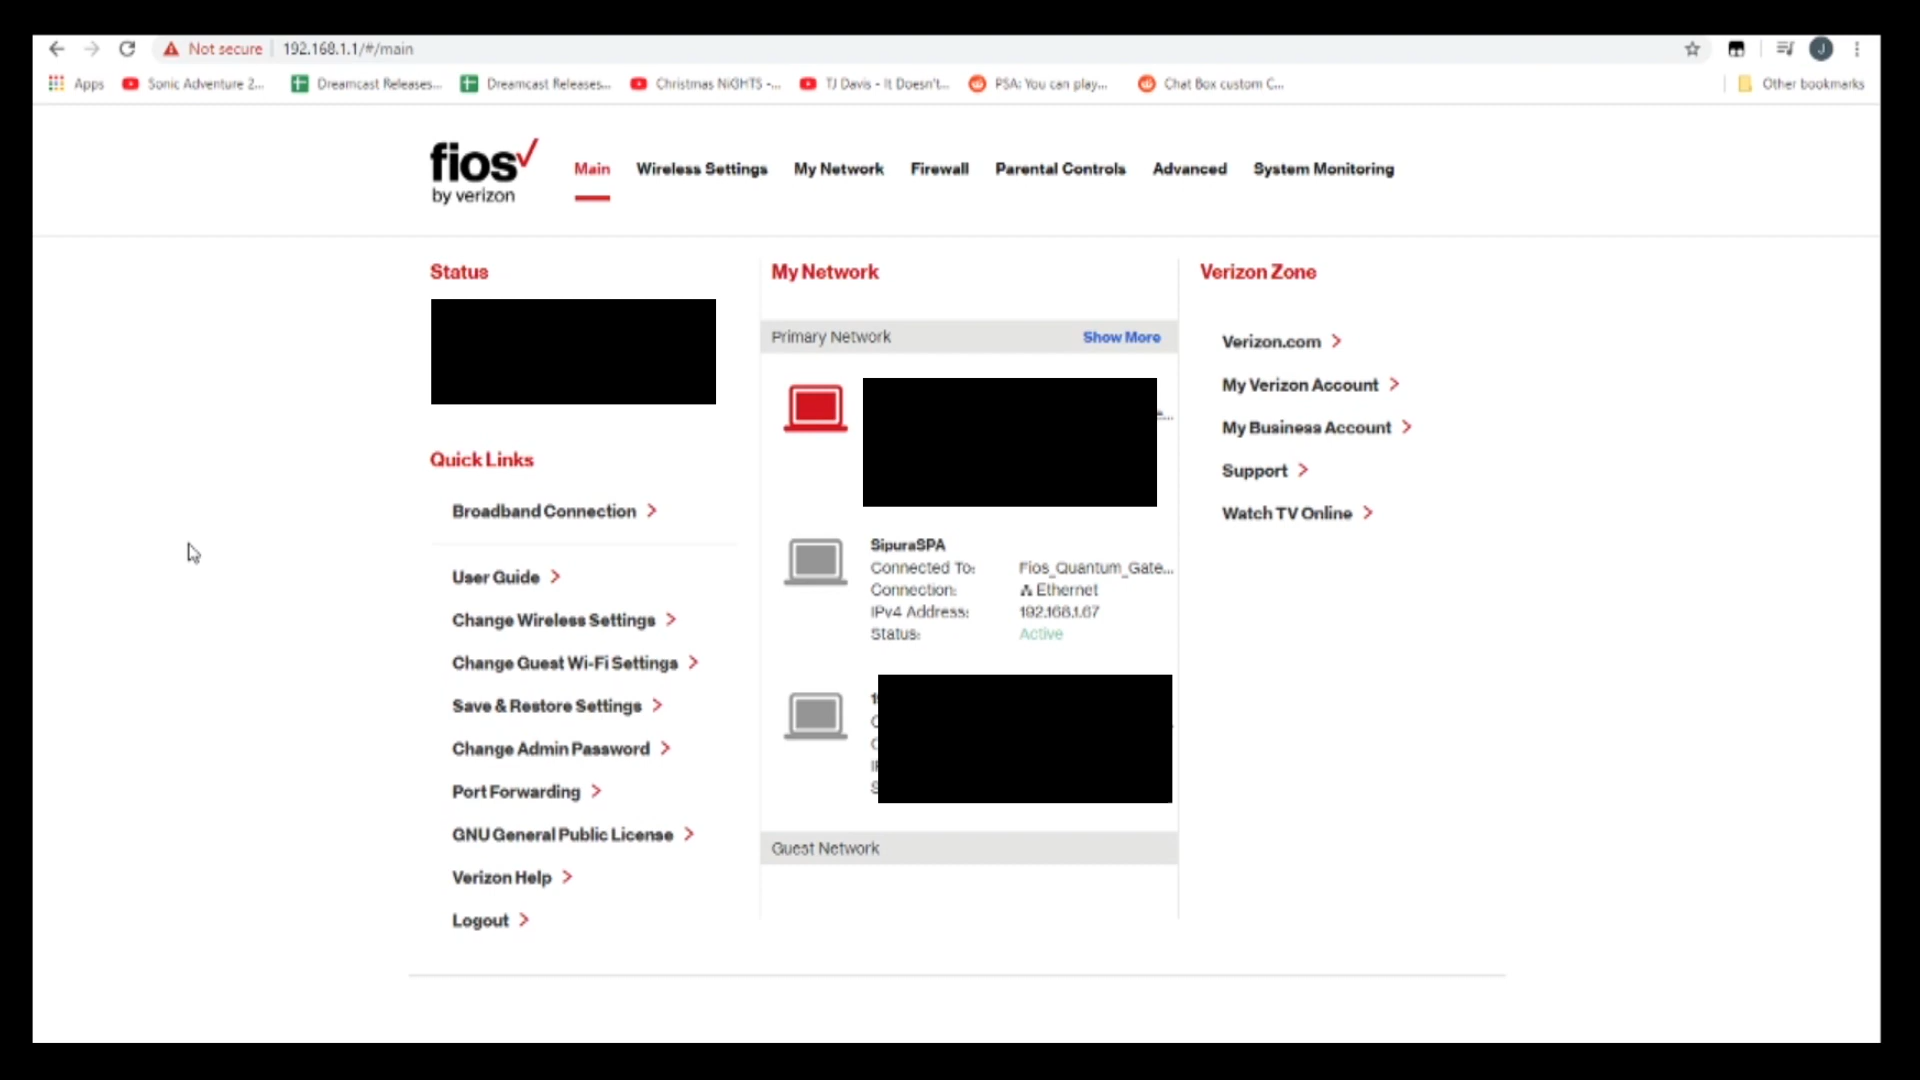 Not secure
192.168.1.1/#/main
J
Apps
Sonic Adventure 2...
Dreamcast Releases...
Dreamcast Releases...
Christmas NiGHTS -...
TJ Davis - It Doesn't...
PSA: You can play...
Chat Box custom C...
Other bookmarks
fios
by verizon
Main
Wireless Settings
My Network
Firewall
Parental Controls
Advanced
System Monitoring
Status
Quick Links
Broadband Connection
User Guide
Change Wireless Settings
Change Guest Wi-Fi Settings
Save & Restore Settings
Change Admin Password
Port Forwarding
GNU General Public License
Verizon Help
Logout
My Network
Primary Network
Show More
SipuraSPA
Connected To: Fios_Quantum_Gate...
Connection: Ethernet
IPv4 Address: 192.168.1.67
Status: Active
Guest Network
Verizon Zone
Verizon.com
My Verizon Account
My Business Account
Support
Watch TV Online